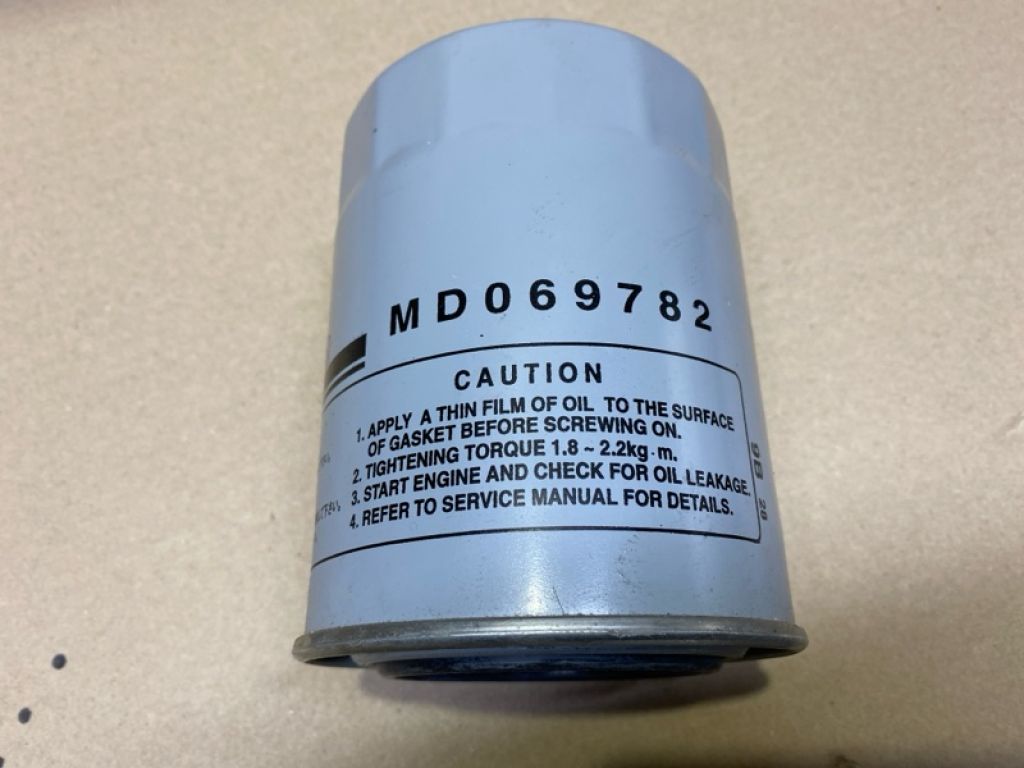 MD069782
CAUTION
1. APPLY A THIN FILM OF OIL TO THE SURFACE
OF GASKET BEFORE SCREWING ON.
2. TIGHTENING TORQUE 1.8 ~ 2.2kg·m.
3. START ENGINE AND CHECK FOR OIL LEAKAGE.
4. REFER TO SERVICE MANUAL FOR DETAILS.